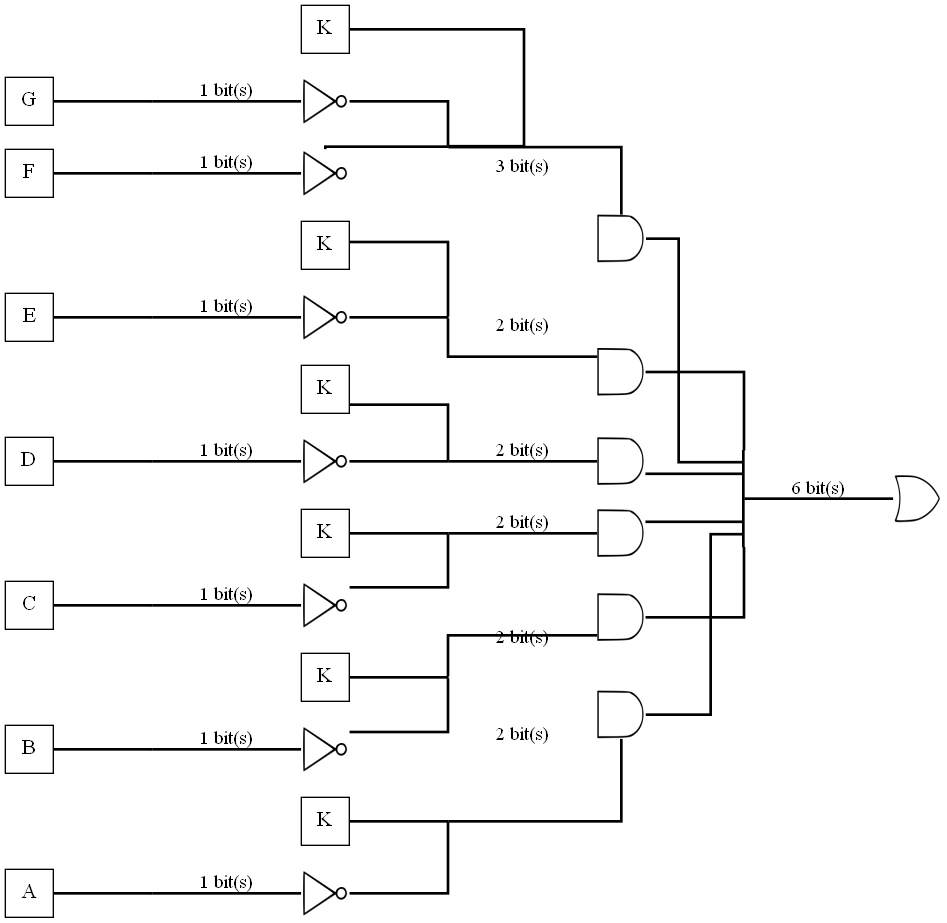 K
G 1 bit(s)
F 1 bit(s) 3 bit(s)
K
E 1 bit(s) 2 bit(s)
K
D 1 bit(s) 2 bit(s)
6 bit(s)
K 2 bit(s)
C 1 bit(s)
2 bit(s)
K
B 1 bit(s) 2 bit(s)
K
A 1 bit(s)